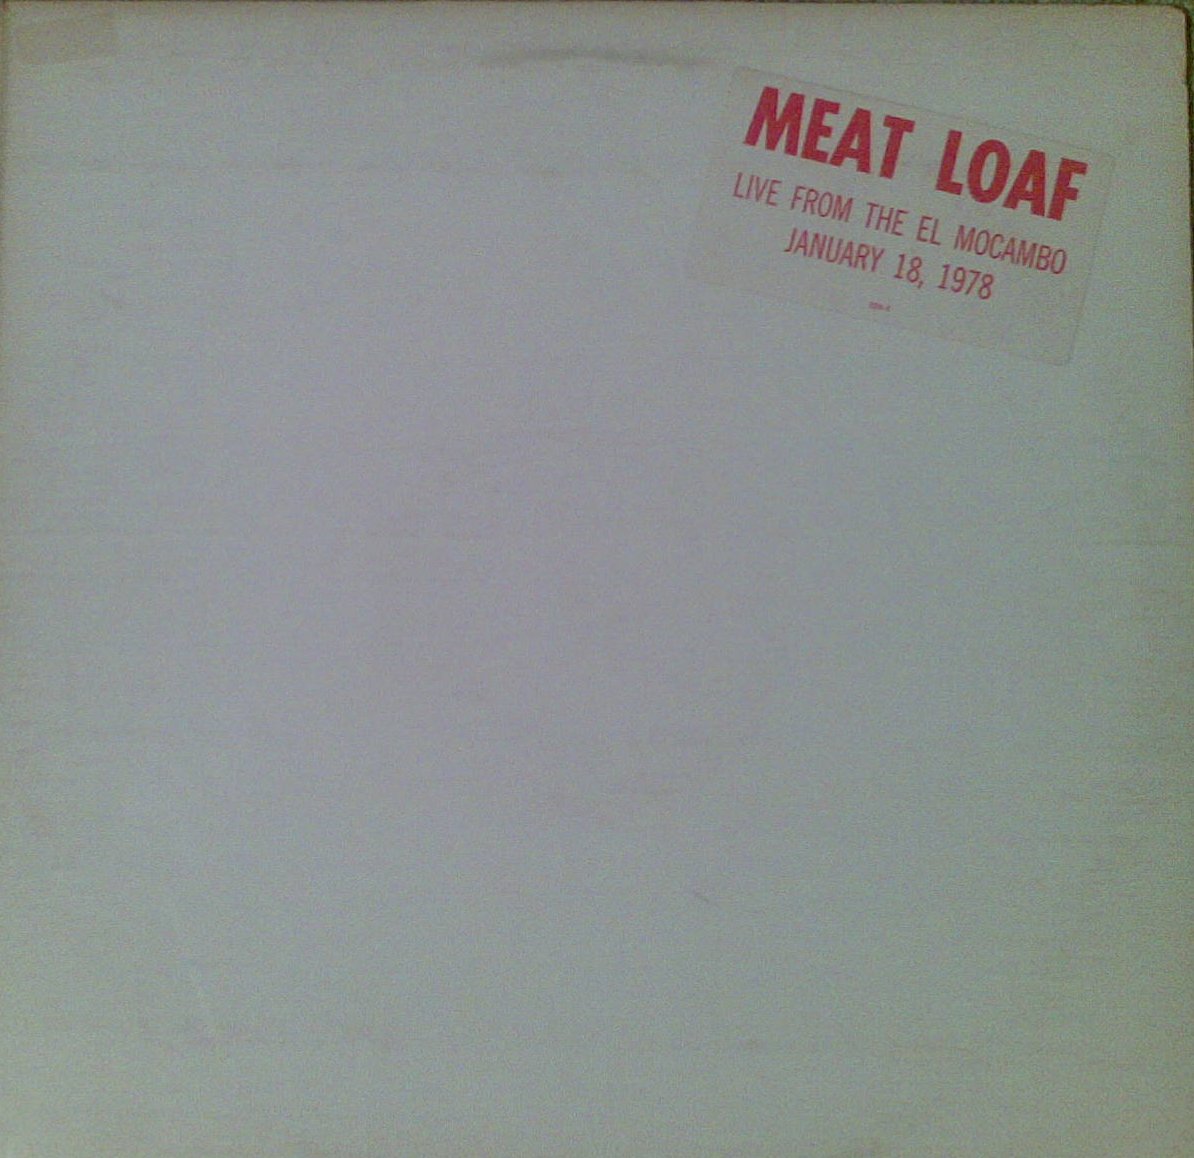 MEAT LOAF
LIVE FROM THE EL MOCAMBO
JANUARY 18, 1978